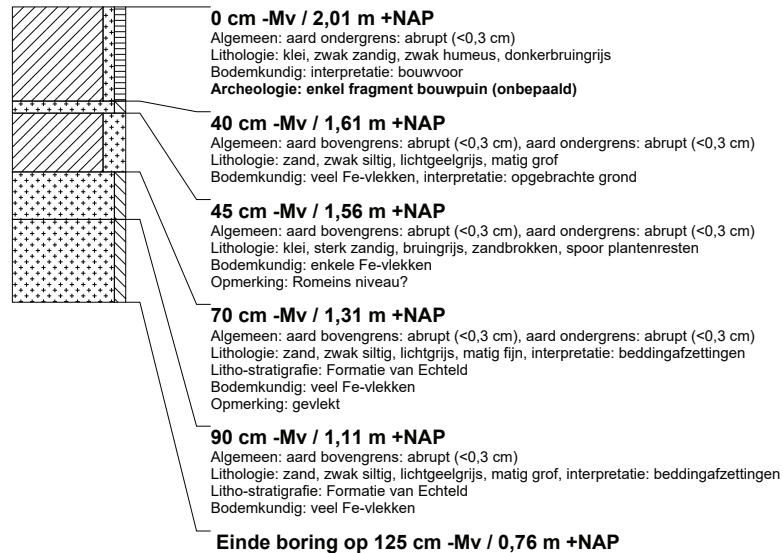 0 cm -Mv / 2,01 m +NAP
Algemeen: aard ondergrens: abrupt (<0,3 cm)
Lithologie: klei, zwak zandig, zwak humeus, donkerbruingrijs
Bodemkundig: interpretatie: bouwvoor
Archeologie: enkel fragment bouwpuin (onbepaald)
40 cm -Mv / 1,61 m +NAP
Algemeen: aard bovengrens: abrupt (<0,3 cm), aard ondergrens: abrupt (<0,3 cm)
Lithologie: zand, zwak siltig, lichtgeelgrijs, matig grof
Bodemkundig: veel Fe-vlekken, interpretatie: opgebrachte grond
45 cm -Mv / 1,56 m +NAP
Algemeen: aard bovengrens: abrupt (<0,3 cm), aard ondergrens: abrupt (<0,3 cm)
Lithologie: klei, sterk zandig, bruingrijs, zandbrokken, spoor plantenresten
Bodemkundig: enkele Fe-vlekken
Opmerking: Romeins niveau?
70 cm -Mv / 1,31 m +NAP
Algemeen: aard bovengrens: abrupt (<0,3 cm), aard ondergrens: abrupt (<0,3 cm)
Lithologie: zand, zwak siltig, lichtgrijs, matig fijn, interpretatie: beddingafzettingen
Litho-stratigrafie: Formatie van Echteld
Bodemkundig: veel Fe-vlekken
Opmerking: gevlekt
90 cm -Mv / 1,11 m +NAP
Algemeen: aard bovengrens: abrupt (<0,3 cm)
Lithologie: zand, zwak siltig, lichtgeelgrijs, matig grof, interpretatie: beddingafzettingen
Litho-stratigrafie: Formatie van Echteld
Bodemkundig: veel Fe-vlekken
Einde boring op 125 cm -Mv / 0,76 m +NAP